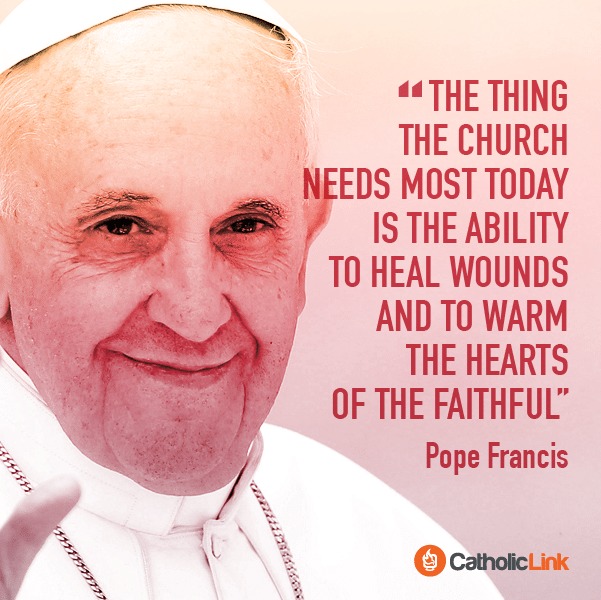 “THE THING
THE CHURCH
NEEDS MOST TODAY
IS THE ABILITY
TO HEAL WOUNDS
AND TO WARM
THE HEARTS
OF THE FAITHFUL”
Pope Francis
CatholicLink